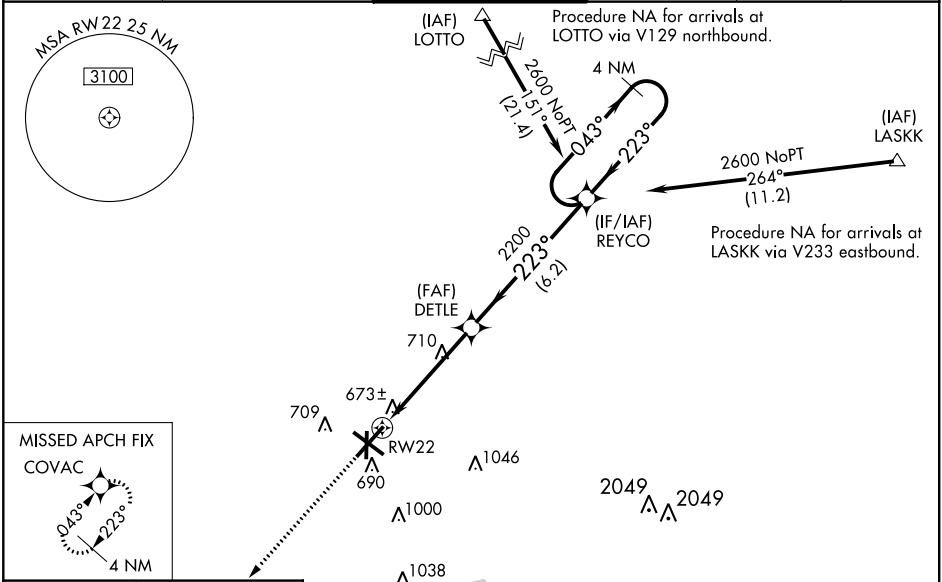 MSA RW 22 25 NM
3100
(IAF)
LOTTO
Procedure NA for arrivals at
LOTTO via V129 northbound.
2600 NoPT
151°
(21.4)
4 NM
043°
223°
(IAF)
LASKK
2600 NoPT
264°
(11.2)
Procedure NA for arrivals at
LASKK via V233 eastbound.
(IF/IAF)
REYCO
2200
223°
(6.2)
(FAF)
DETLE
710
673±
709
RW22
690
1046
1000
2049
2049
1038
MISSED APCH FIX
COVAC
043°
223°
4 NM